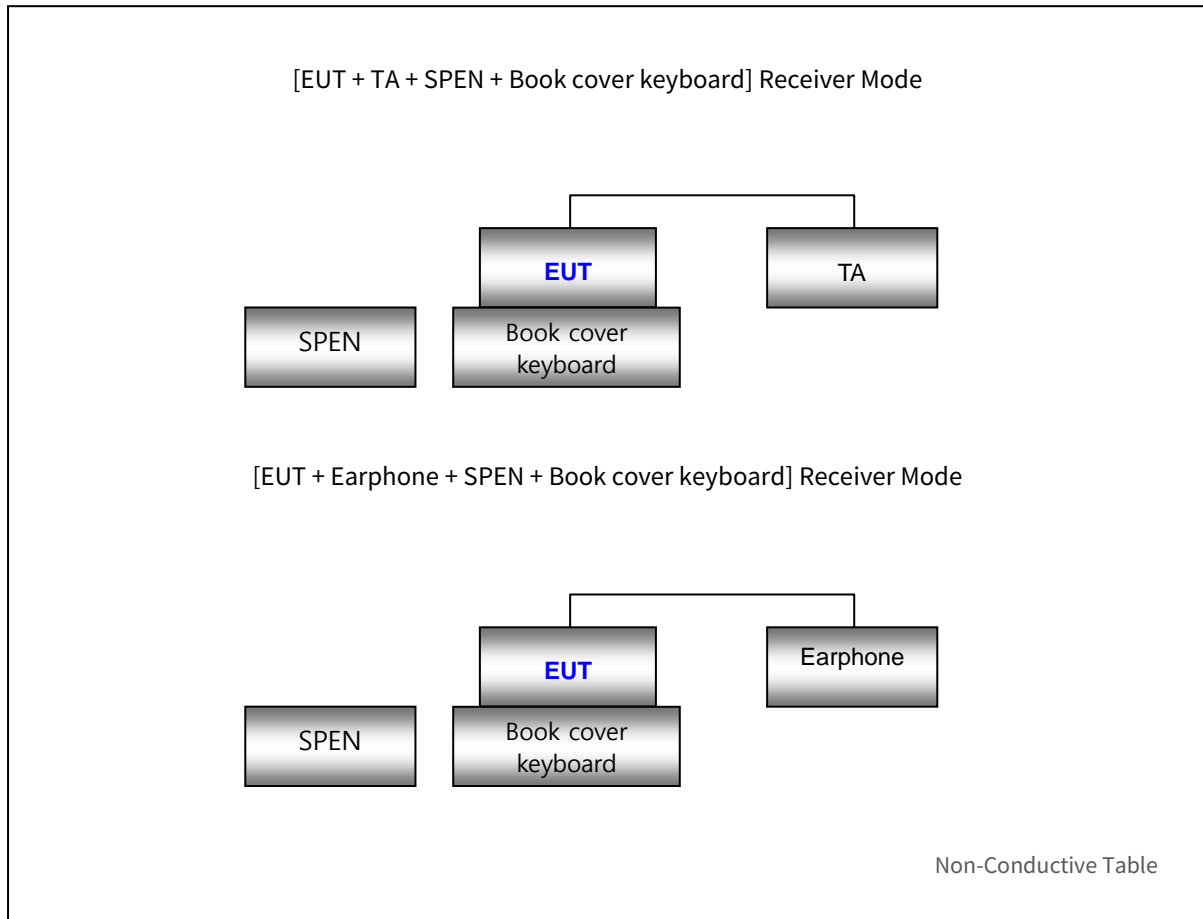 [EUT + TA + SPEN + Book cover keyboard] Receiver Mode
EUT
TA
SPEN
Book cover
keyboard
[EUT + Earphone + SPEN + Book cover keyboard] Receiver Mode
EUT
Earphone
SPEN
Book cover
keyboard
Non-Conductive Table